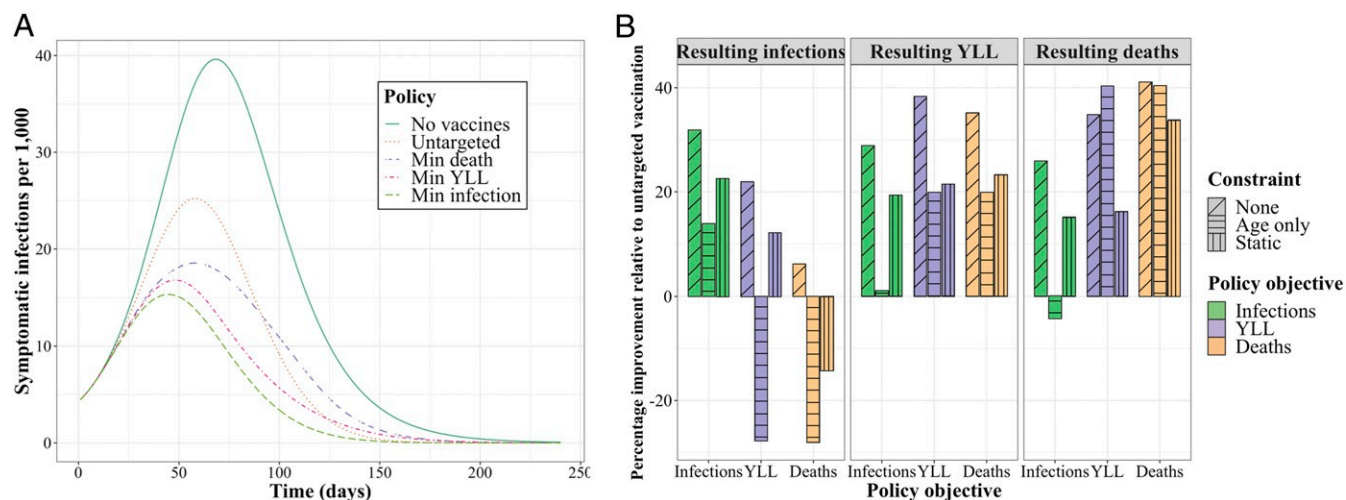 A
Symptomatic infections per 1,000
40
30
20
10
0
0
50
100
150
200
250
Time (days)
Policy
No vaccines
Untargeted
Min death
Min YLL
Min infection
B
Percentage improvement relative to untargeted vaccination
Resulting infections
Resulting YLL
Resulting deaths
40
20
0
-20
Infections YLL Deaths
Infections YLL Deaths
Infections YLL Deaths
Policy objective
Constraint
None
Age only
Static
Policy objective
Infections
YLL
Deaths